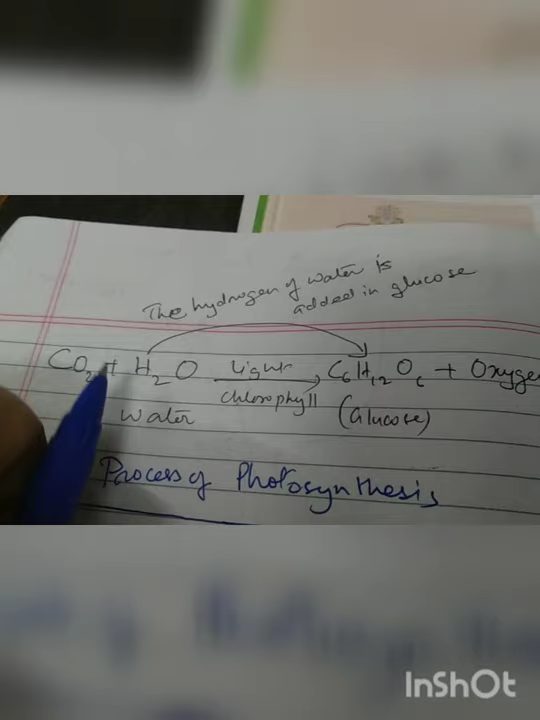 The hydrogen of water is
added in glucose
CO2 + H2O Light C6H12O6 + Oxygen
chlorophyll
water (Glucose)
Process of Photosynthesis
InShOt